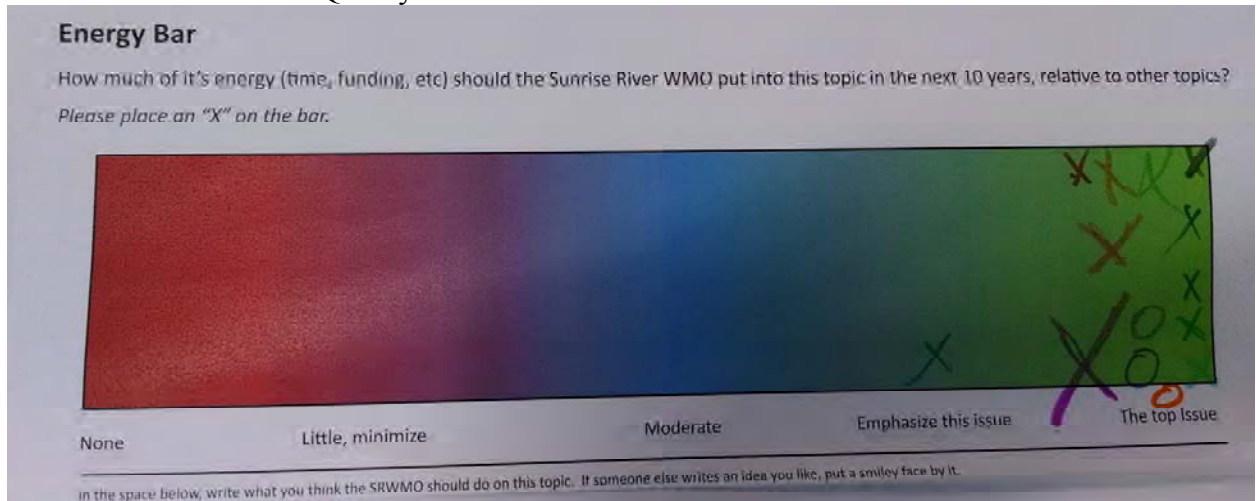 Energy Bar
How much of it's energy (time, funding, etc) should the Sunrise River WMO put into this topic in the next 10 years, relative to other topics?
Please place an "X" on the bar.
X X X X
X X
X
X X O X
O
O
None Little, minimize Moderate Emphasize this issue The top Issue
in the space below, write what you think the SRWMO should do on this topic. If someone else writes an idea you like, put a smiley face by it.